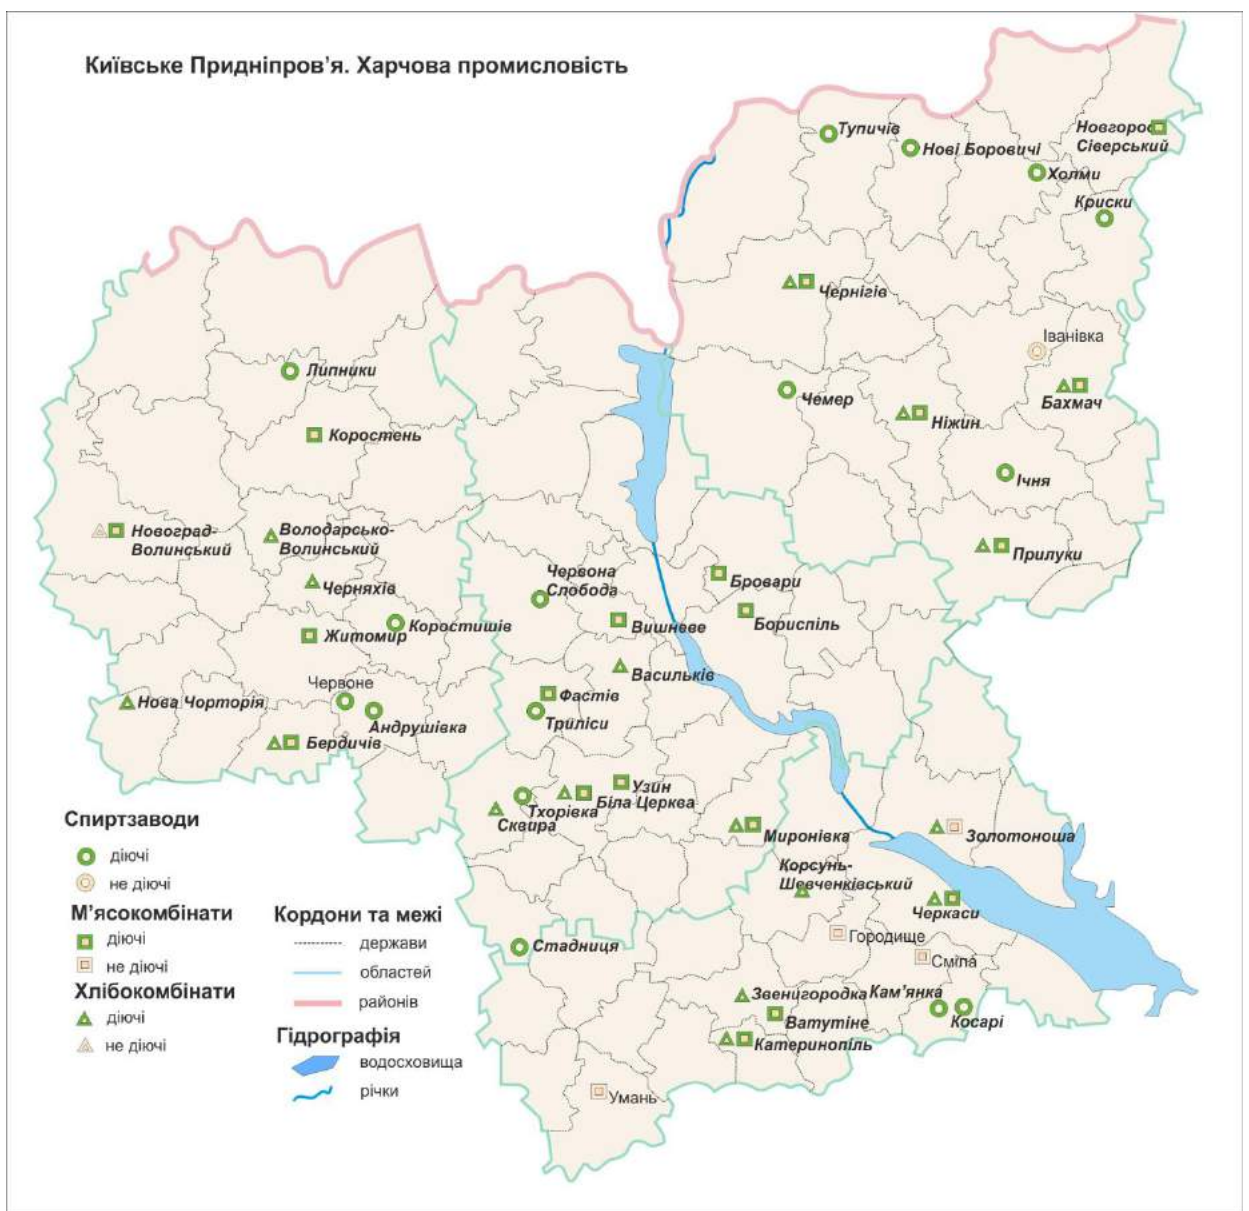 Київське Придніпров’я. Харчова промисловість
Тупичів
Нові Боровичі
Новгород
Сіверський
Холми
Криски
Чернігів
Іванівка
Бахмач
Чемер
Ніжин
Ічня
Прилуки
Липники
Коростень
Новоград-
Волинський
Володарсько-
Волинський
Черняхів
Житомир
Коростишів
Червоне
Нова Чорторія
Андрушівка
Бердичів
Червона
Слобода
Бровари
Вишневе
Бориспіль
Васильків
Фастів
Триліси
Узин
Тхорівка
Біла Церква
Сквира
Миронівка
Золотоноша
Корсунь-
Шевченківський
Черкаси
Городище
Сміла
Стадниця
Звенигородка
Кам’янка
Ватутіне
Косарі
Катеринопіль
Умань
Спиртзаводи
діючі
не діючі
М’ясокомбінати
діючі
не діючі
Хлібокомбінати
діючі
не діючі
Кордони та межі
держави
областей
районів
Гідрографія
водосховища
річки